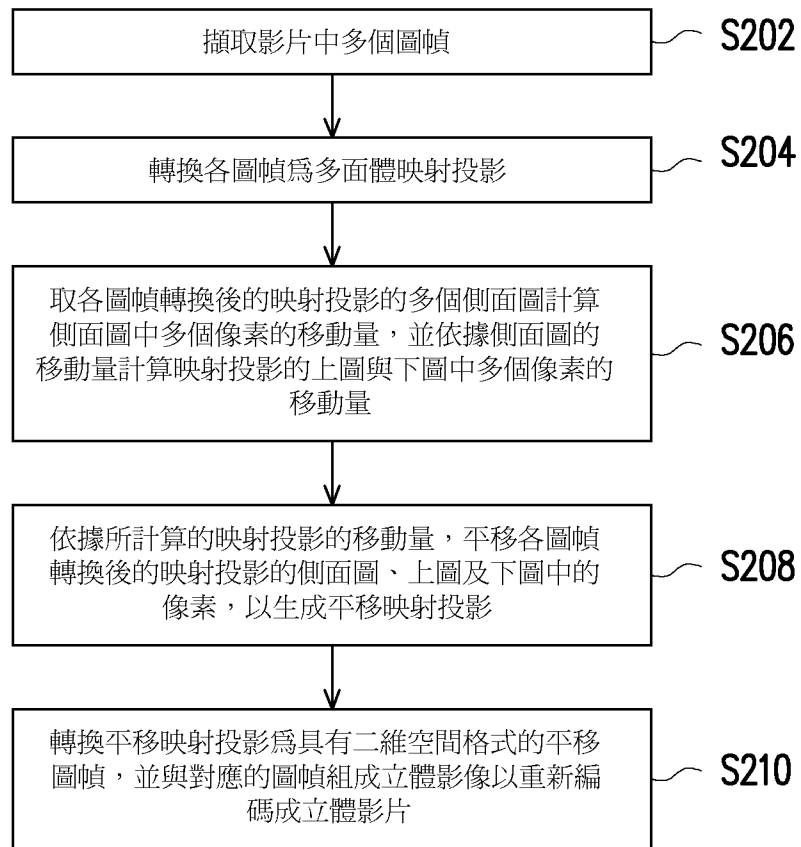 擷取影片中多個圖幀
S202
轉換各圖幀爲多面體映射投影
S204
取各圖幀轉換後的映射投影的多個側面圖計算
側面圖中多個像素的移動量，並依據側面圖的
移動量計算映射投影的上圖與下圖中多個像素的
移動量
S206
依據所計算的映射投影的移動量，平移各圖幀
轉換後的映射投影的側面圖、上圖及下圖中的
像素，以生成平移映射投影
S208
轉換平移映射投影爲具有二維空間格式的平移
圖幀，並與對應的圖幀組成立體影像以重新編
碼成立體影片
S210